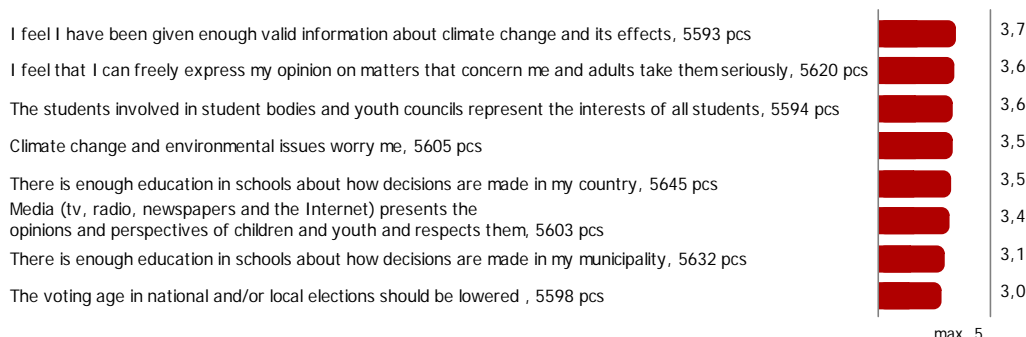 I feel I have been given enough valid information about climate change and its effects, 5593 pcs 3,7
I feel that I can freely express my opinion on matters that concern me and adults take them seriously, 5620 pcs 3,6
The students involved in student bodies and youth councils represent the interests of all students, 5594 pcs 3,6
Climate change and environmental issues worry me, 5605 pcs 3,5
There is enough education in schools about how decisions are made in my country, 5645 pcs 3,5
Media (tv, radio, newspapers and the Internet) presents the
opinions and perspectives of children and youth and respects them, 5603 pcs 3,4
There is enough education in schools about how decisions are made in my municipality, 5632 pcs 3,1
The voting age in national and/or local elections should be lowered , 5598 pcs 3,0
max. 5